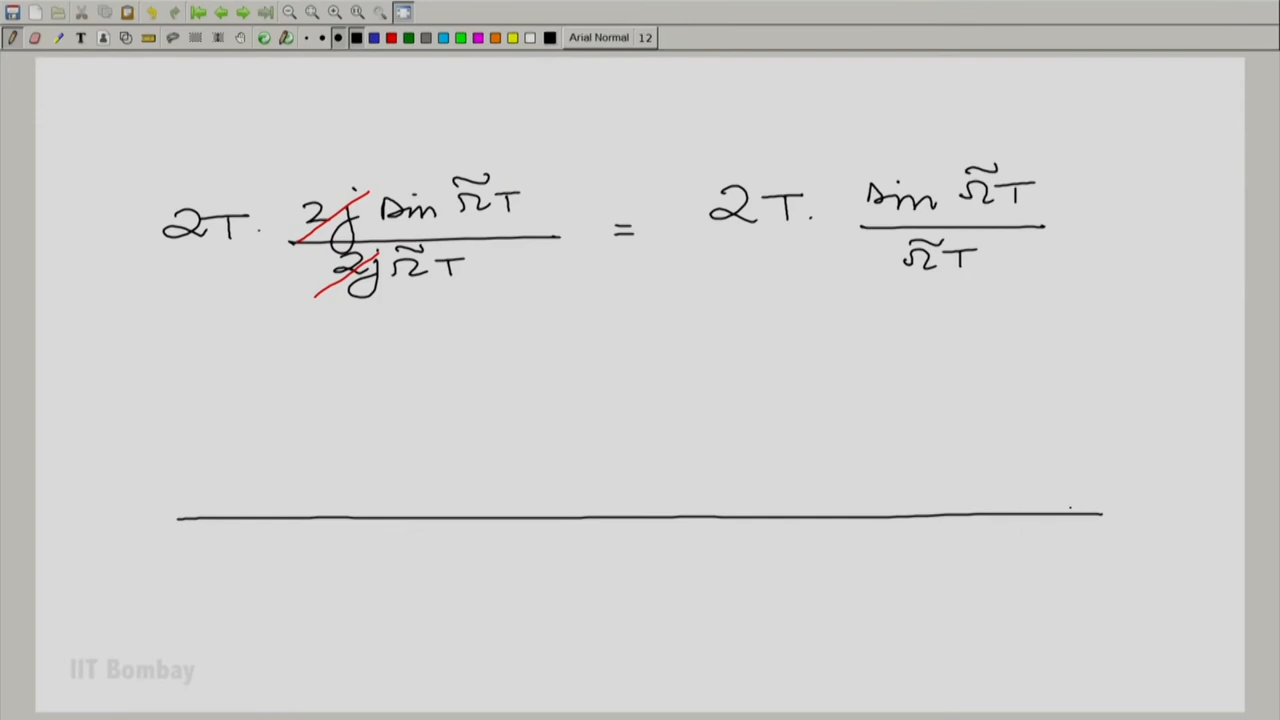 Arial Normal 12
2T. 2j sin Ω̃T / 2j Ω̃T = 2T. sin Ω̃T / Ω̃T
IIT Bombay